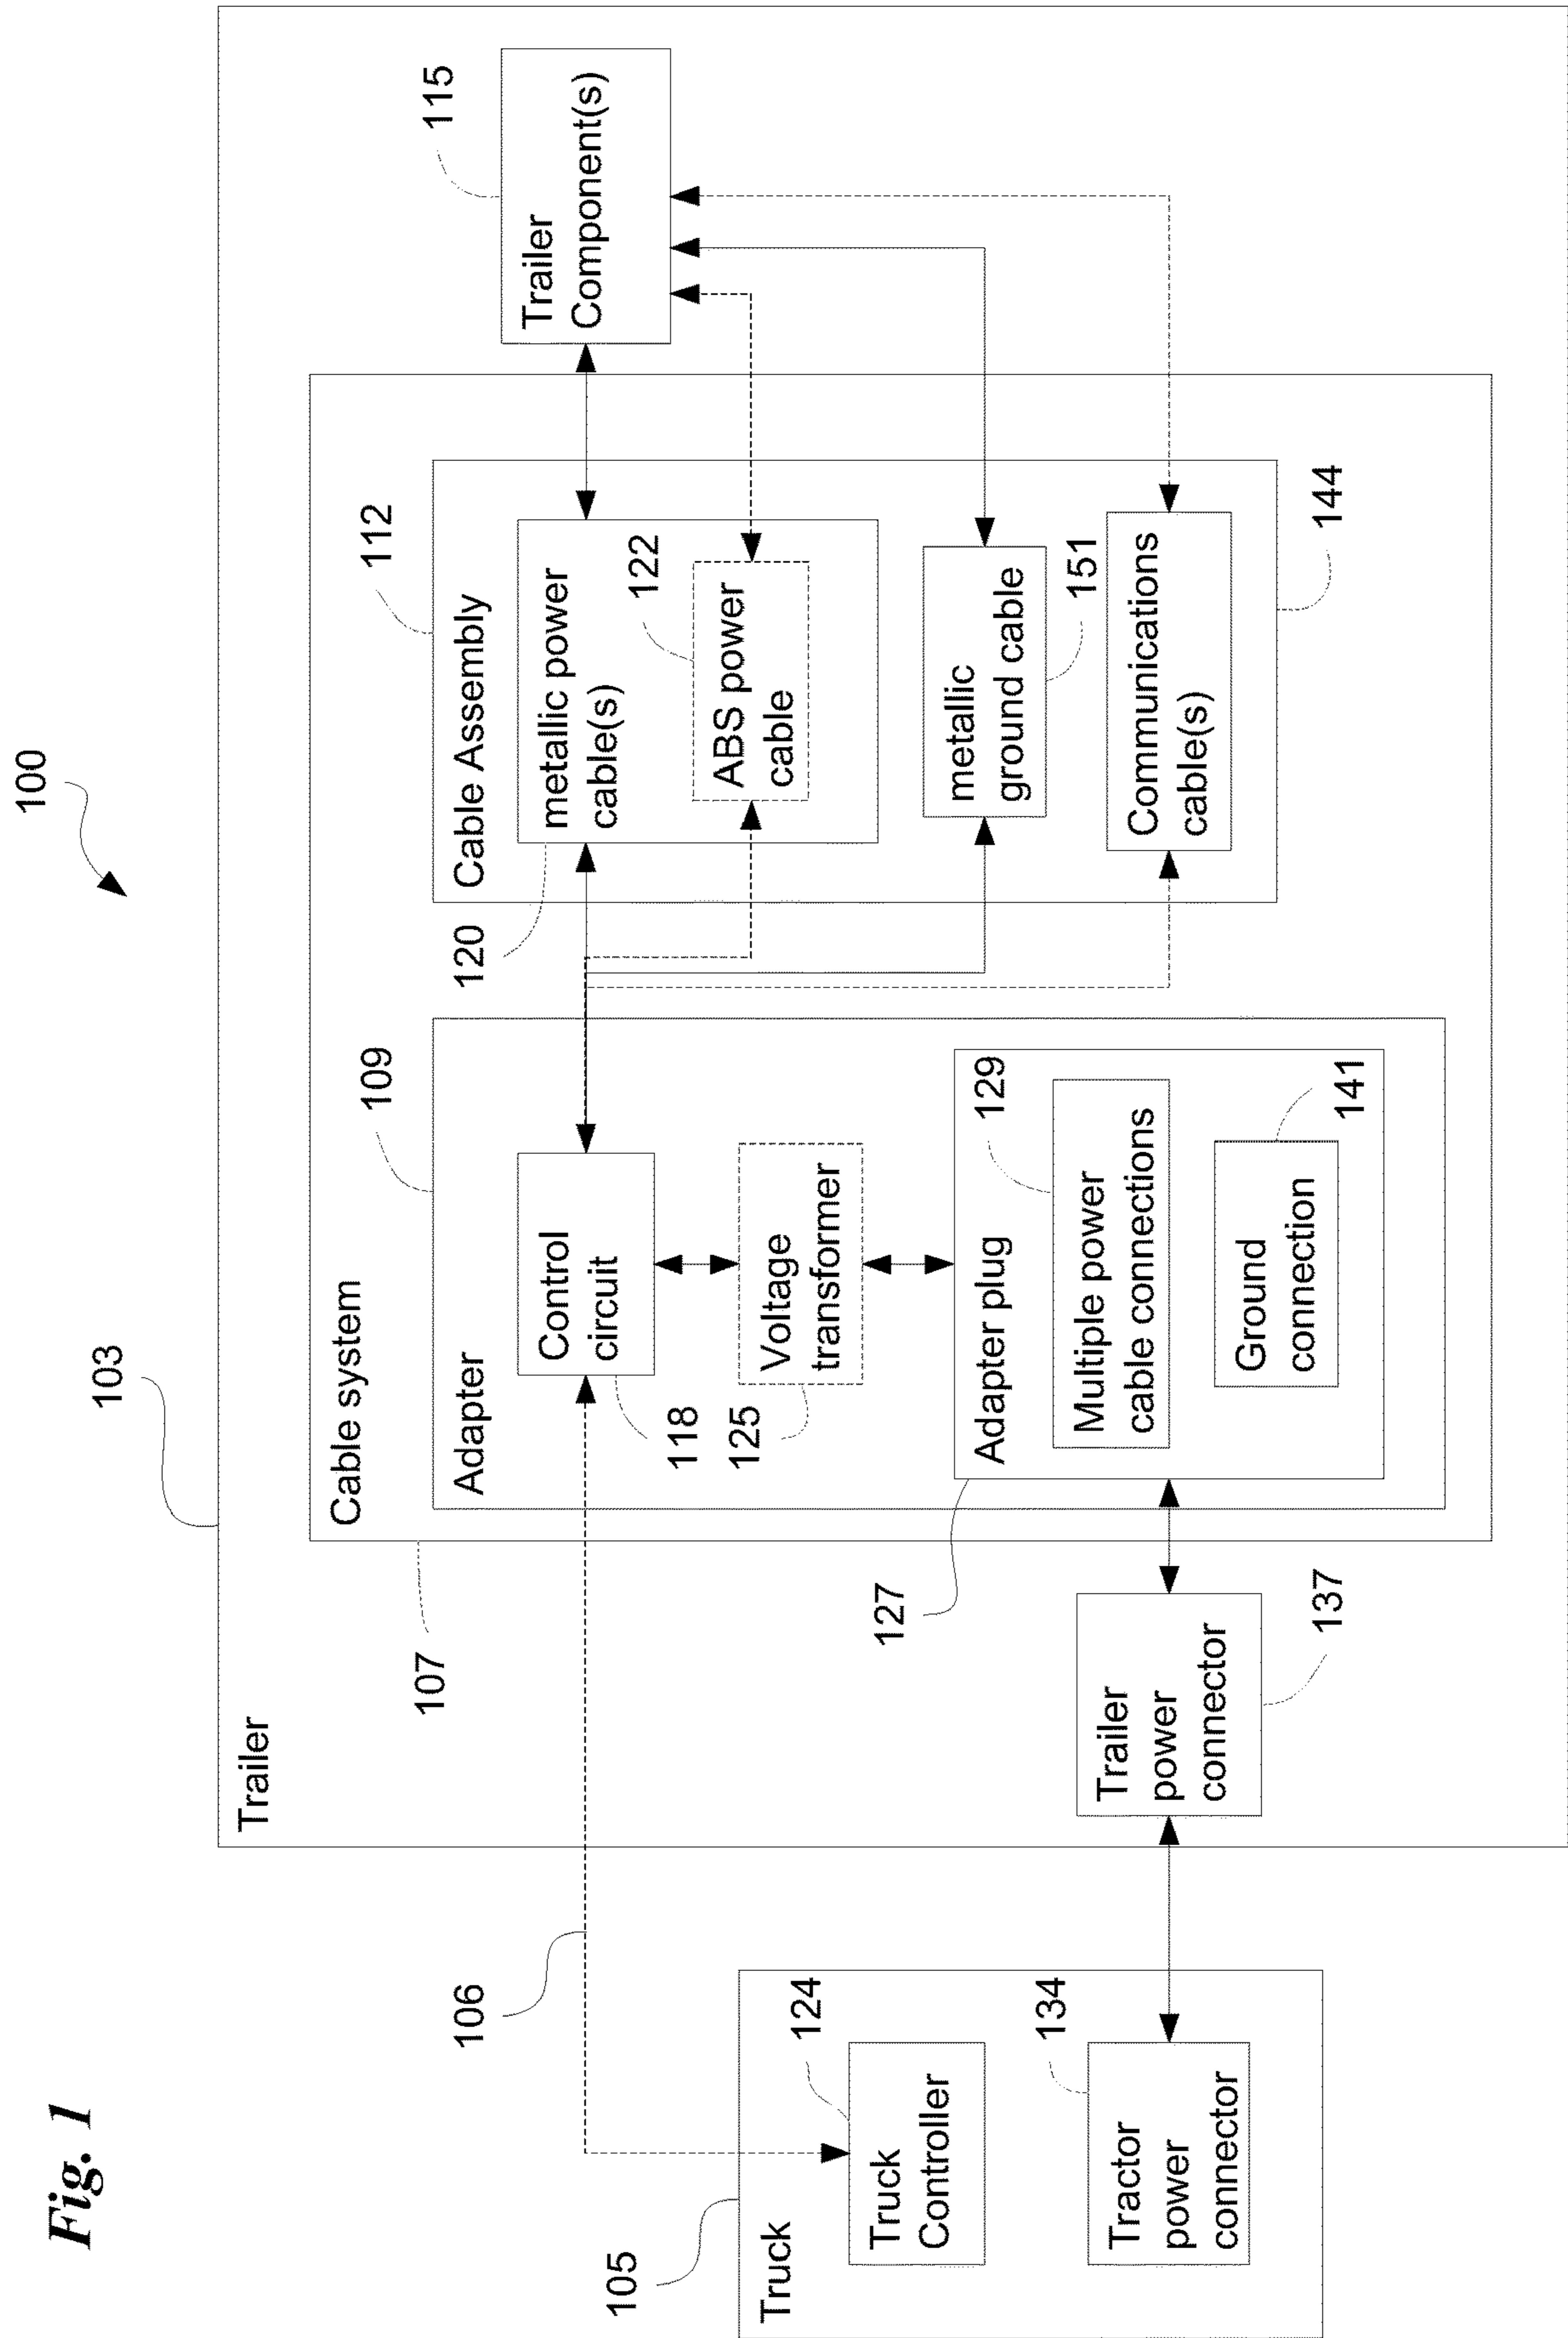 Fig. 1
100
103
Trailer
107
Cable system
109
Adapter
Control
circuit
118
Voltage
transformer
125
Adapter plug
127
129
Multiple power
cable connections
141
Ground
connection
112
Cable Assembly
120
metallic power
cable(s)
122
ABS power
cable
metallic
ground cable
151
Communications
cable(s)
144
115
Trailer
Component(s)
106
105
Truck
124
Truck
Controller
134
Tractor
power
connector
Trailer
power
connector
137